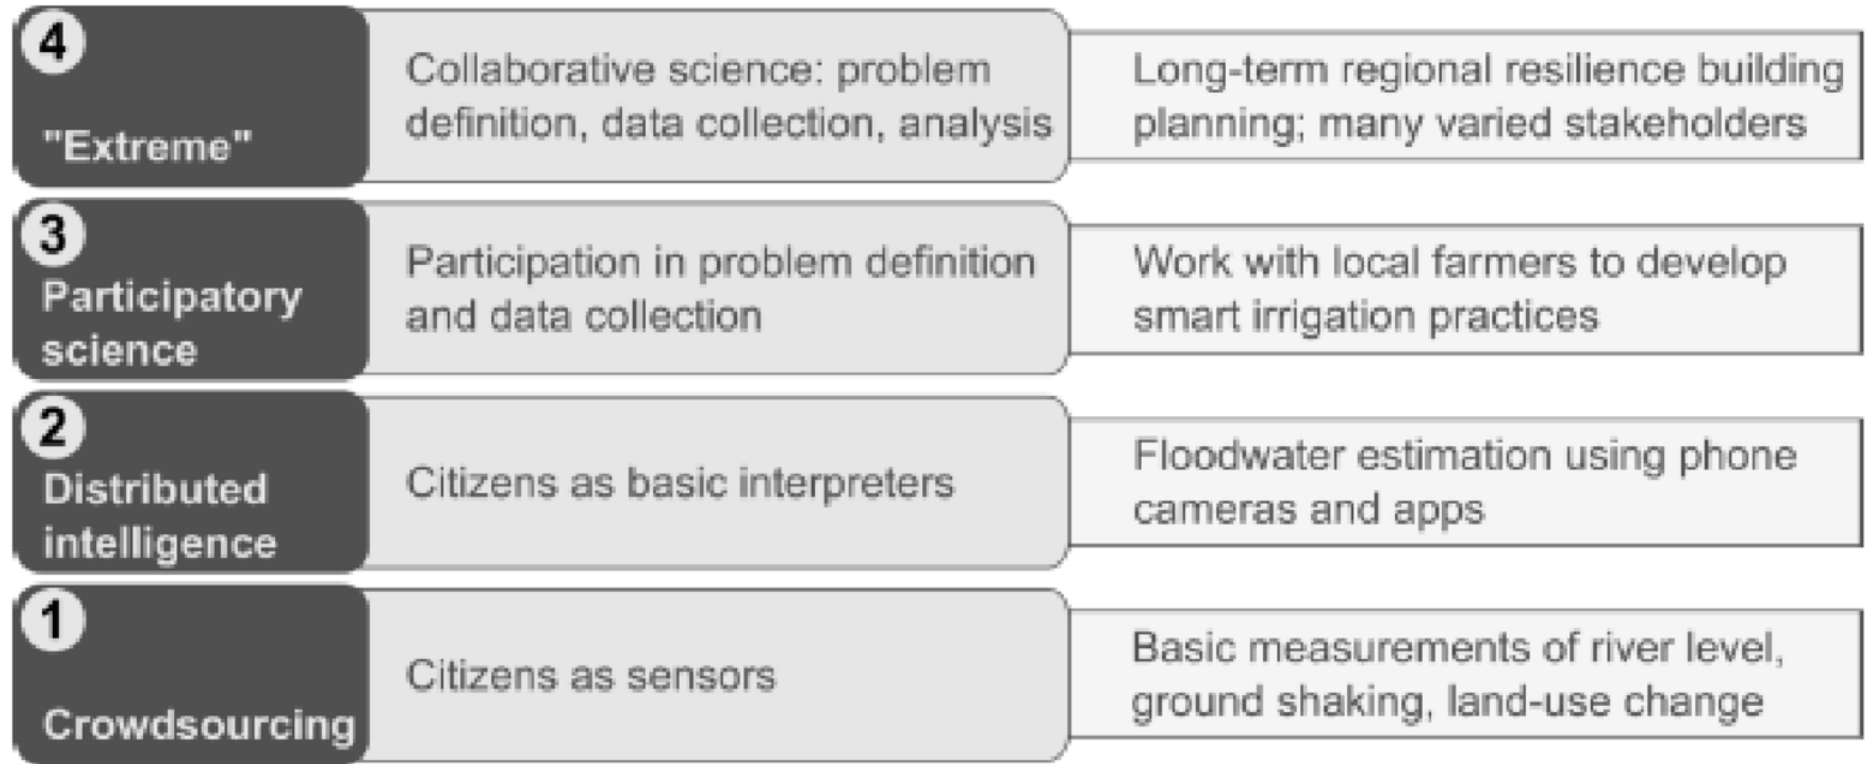 4
"Extreme"
Collaborative science: problem
definition, data collection, analysis
Long-term regional resilience building
planning; many varied stakeholders
3
Participatory
science
Participation in problem definition
and data collection
Work with local farmers to develop
smart irrigation practices
2
Distributed
intelligence
Citizens as basic interpreters
Floodwater estimation using phone
cameras and apps
1
Crowdsourcing
Citizens as sensors
Basic measurements of river level,
ground shaking, land-use change